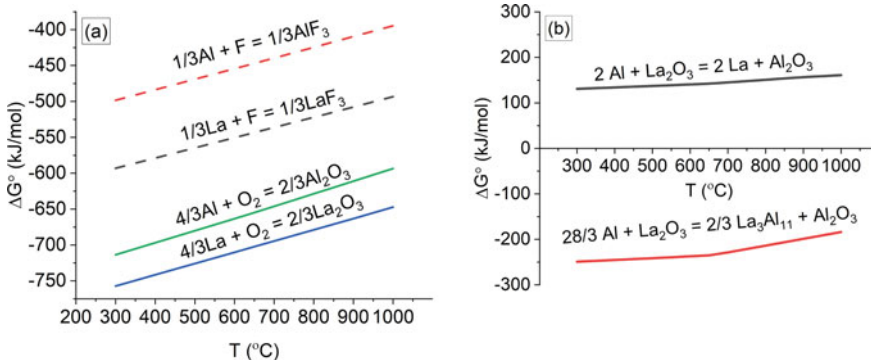 (a)
ΔG° (kJ/mol)
-400
-450
-500
-550
-600
-650
-700
-750
1/3Al + F = 1/3AlF₃
1/3La + F = 1/3LaF₃
4/3Al + O₂ = 2/3Al₂O₃
4/3La + O₂ = 2/3La₂O₃
200 300 400 500 600 700 800 900 1000
T (°C)
(b)
ΔG° (kJ/mol)
300
200
100
0
-100
-200
-300
2 Al + La₂O₃ = 2 La + Al₂O₃
300 400 500 600 700 800 900 1000
T (°C)
28/3 Al + La₂O₃ = 2/3 La₃Al₁₁ + Al₂O₃